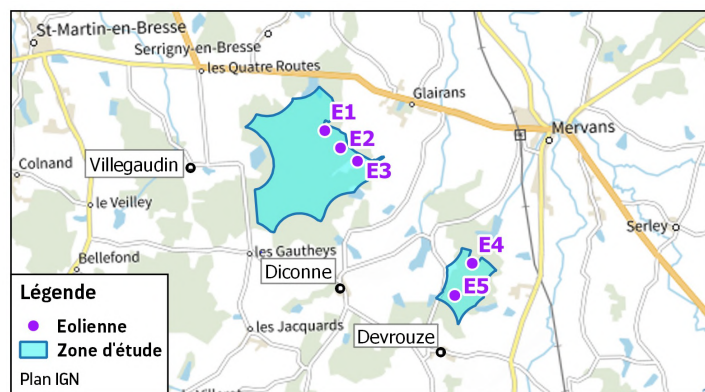 St-Martin-en-Bresse
Serrigny-en-Bresse
les Quatre Routes
Glairans
E1
E2
E3
Mervans
Villegaudin
Colnand
le Veilley
Serley
Bellefond
les Gautheys
E4
Diconne
E5
Légende
Eolienne
Zone d'étude
Plan IGN
les Jacquards
Devrouze